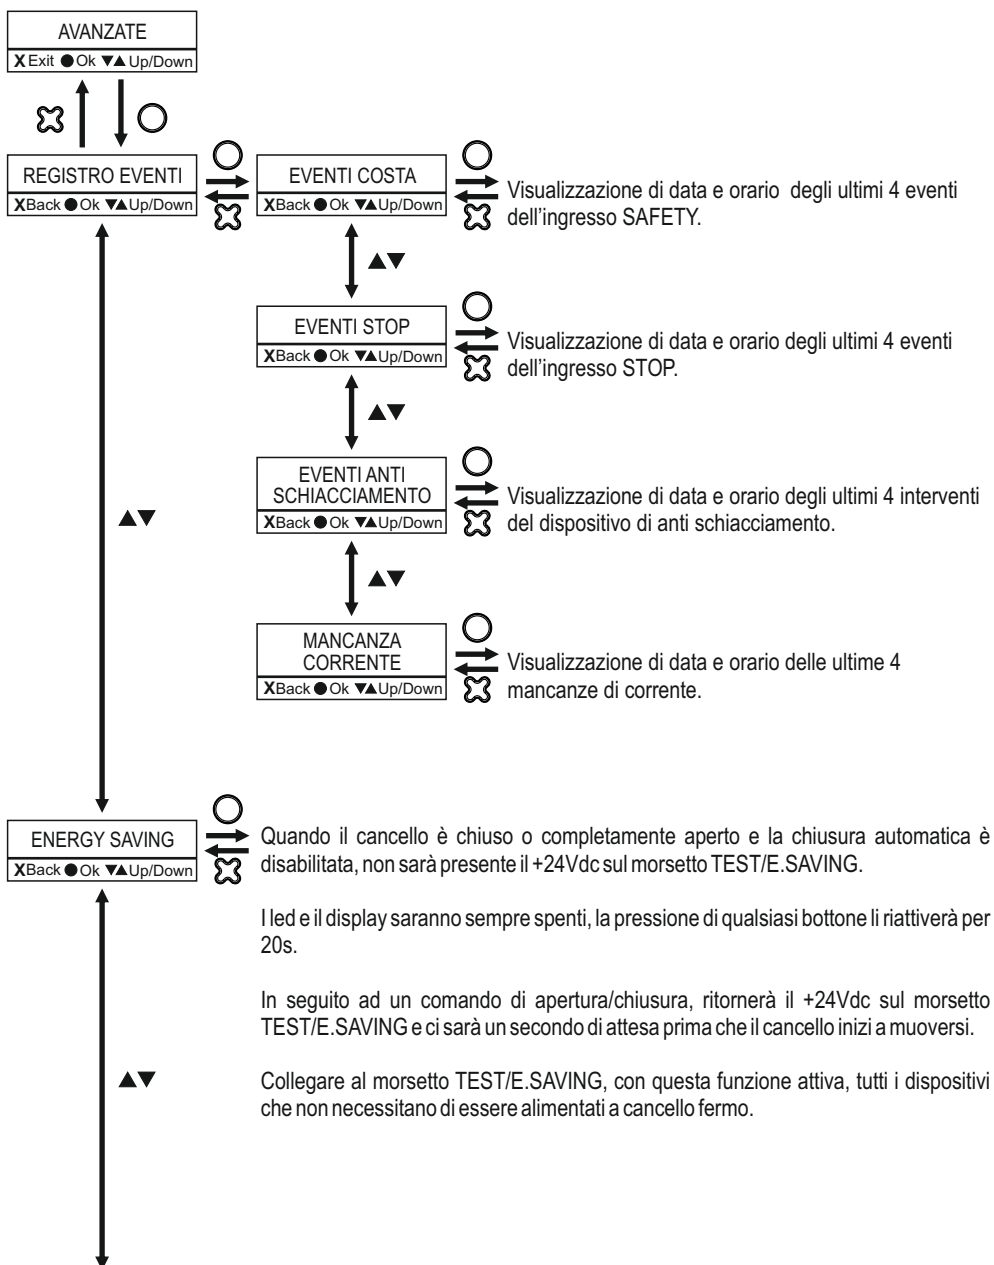 AVANZATE
X Exit ● Ok ▼▲ Up/Down
REGISTRO EVENTI
XBack ● Ok ▼▲Up/Down
EVENTI COSTA
XBack ● Ok ▼▲Up/Down
Visualizzazione di data e orario degli ultimi 4 eventi
dell'ingresso SAFETY.
▲▼
EVENTI STOP
XBack ● Ok ▼▲Up/Down
Visualizzazione di data e orario degli ultimi 4 eventi
dell'ingresso STOP.
▲▼
EVENTI ANTI
SCHIACCIAMENTO
XBack ● Ok ▼▲Up/Down
Visualizzazione di data e orario degli ultimi 4 interventi
del dispositivo di anti schiacciamento.
▲▼
▲▼
MANCANZA
CORRENTE
XBack ● Ok ▼▲Up/Down
Visualizzazione di data e orario delle ultime 4
mancanze di corrente.
ENERGY SAVING
XBack ● Ok ▼▲Up/Down
Quando il cancello è chiuso o completamente aperto e la chiusura automatica è
disabilitata, non sarà presente il +24Vdc sul morsetto TEST/E.SAVING.
I led e il display saranno sempre spenti, la pressione di qualsiasi bottone li riattiverà per
20s.
In seguito ad un comando di apertura/chiusura, ritornerà il +24Vdc sul morsetto
TEST/E.SAVING e ci sarà un secondo di attesa prima che il cancello inizi a muoversi.
▲▼
Collegare al morsetto TEST/E.SAVING, con questa funzione attiva, tutti i dispositivi
che non necessitano di essere alimentati a cancello fermo.